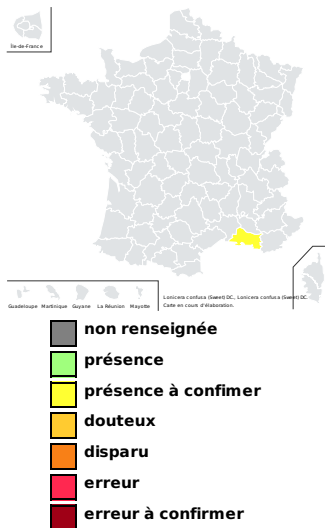 Île-de-France
Guadeloupe Martinique Guyane La Réunion Mayotte
Lonicera confusa (Sweet) DC., Lonicera confusa (Sweet) DC.
Carte en cours d'élaboration.
non renseignée
présence
présence à confimer
douteux
disparu
erreur
erreur à confirmer